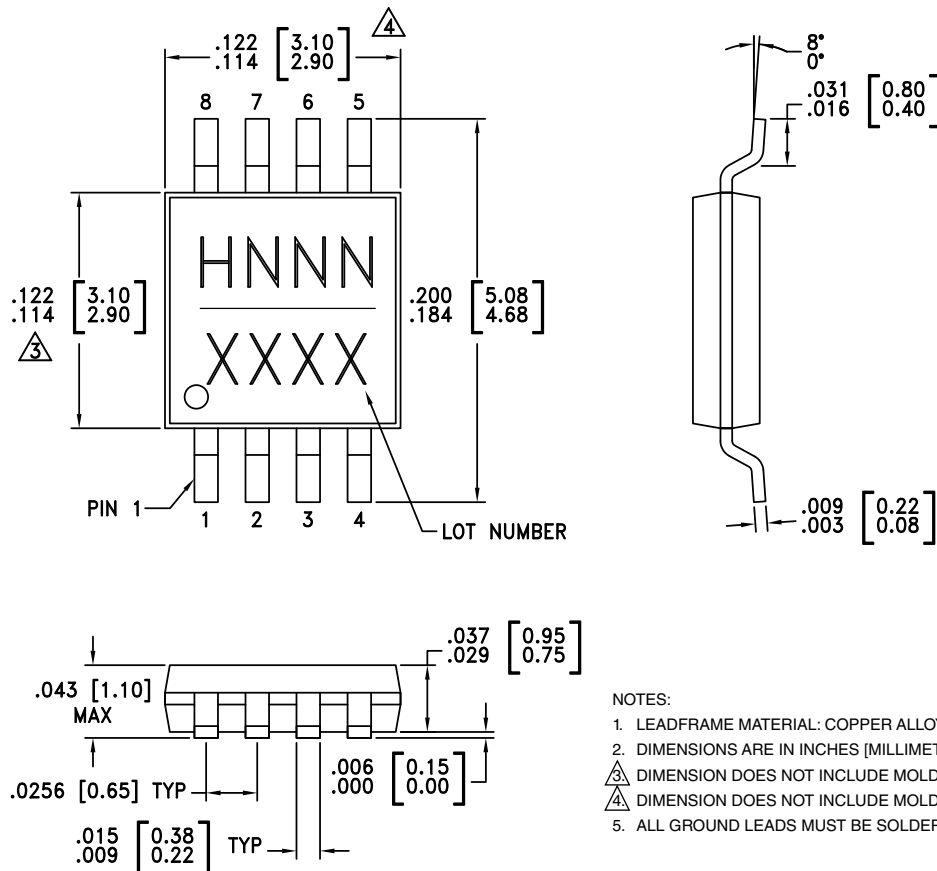 .122 [3.10]
.114 [2.90]
4
8 7 6 5
HNNN
XXXX
.122 [3.10]
.114 [2.90]
3
.200 [5.08]
.184 [4.68]
PIN 1
1 2 3 4
LOT NUMBER
8°
0°
.031 [0.80]
.016 [0.40]
.009 [0.22]
.003 [0.08]
.037 [0.95]
.029 [0.75]
.043 [1.10]
MAX
.0256 [0.65] TYP
.006 [0.15]
.000 [0.00]
.015 [0.38]
.009 [0.22]
TYP
NOTES:
1. LEADFRAME MATERIAL: COPPER ALLOY
2. DIMENSIONS ARE IN INCHES [MILLIMET
3. DIMENSION DOES NOT INCLUDE MOLD
4. DIMENSION DOES NOT INCLUDE MOLD
5. ALL GROUND LEADS MUST BE SOLDER